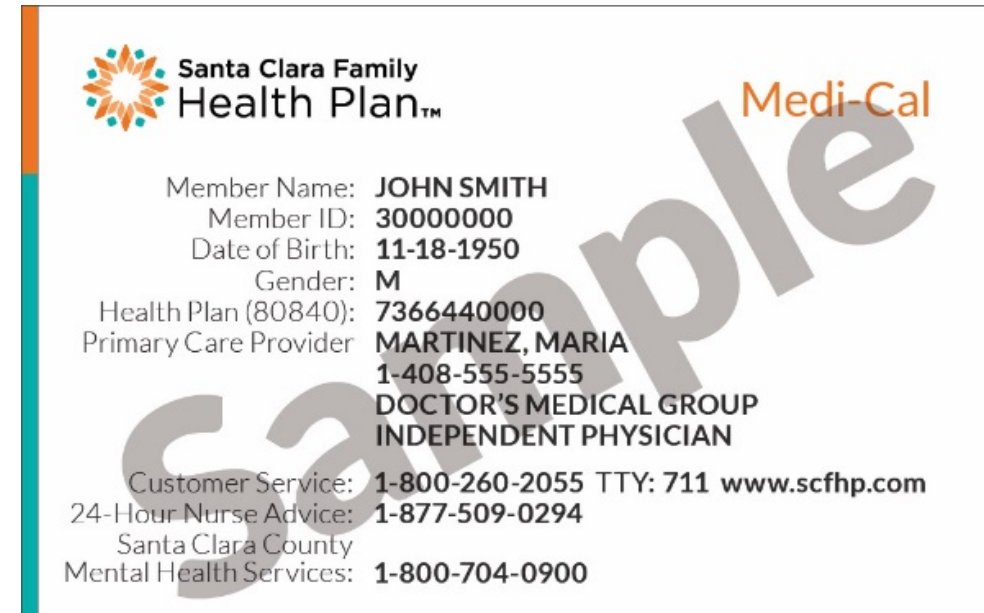 Santa Clara Family
Health Plan™
Medi-Cal
Member Name: JOHN SMITH
Member ID: 30000000
Date of Birth: 11-18-1950
Gender: M
Health Plan (80840): 7366440000
Primary Care Provider MARTINEZ, MARIA
1-408-555-5555
DOCTOR'S MEDICAL GROUP
INDEPENDENT PHYSICIAN
Customer Service: 1-800-260-2055 TTY: 711 www.scfhp.com
24-Hour Nurse Advice: 1-877-509-0294
Santa Clara County
Mental Health Services: 1-800-704-0900
Sample